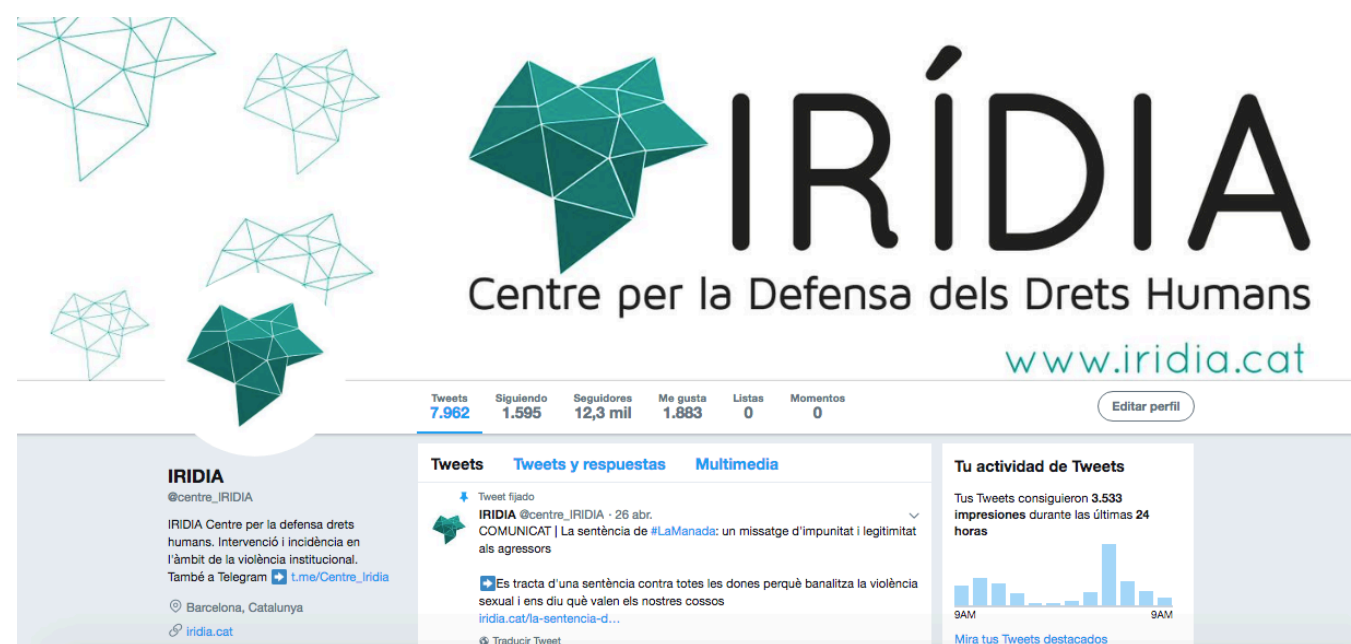 IRÍDIA
Centre per la Defensa dels Drets Humans
www.iridia.cat
Tweets Siguiendo Seguidores Me gusta Listas Momentos
7.962 1.595 12,3 mil 1.883 0 0
Editar perfil
IRIDIA
@centre_IRIDIA
IRIDIA Centre per la defensa drets
humans. Intervenció i incidència en
l'àmbit de la violència institucional.
També a Telegram ➡ t.me/Centre_Iridia
Barcelona, Catalunya
iridia.cat
Tweets Tweets y respuestas Multimedia
Tweet fijado
IRIDIA @centre_IRIDIA · 26 abr.
COMUNICAT | La sentència de #LaManada: un missatge d'impunitat i legitimitat
als agressors
➡Es tracta d'una sentència contra totes les dones perquè banalitza la violència
sexual i ens diu què valen els nostres cossos
iridia.cat/la-sentencia-d…
Traducir Tweet
Tu actividad de Tweets
Tus Tweets consiguieron 3.533
impresiones durante las últimas 24
horas
9AM 9AM
Mira tus Tweets destacados